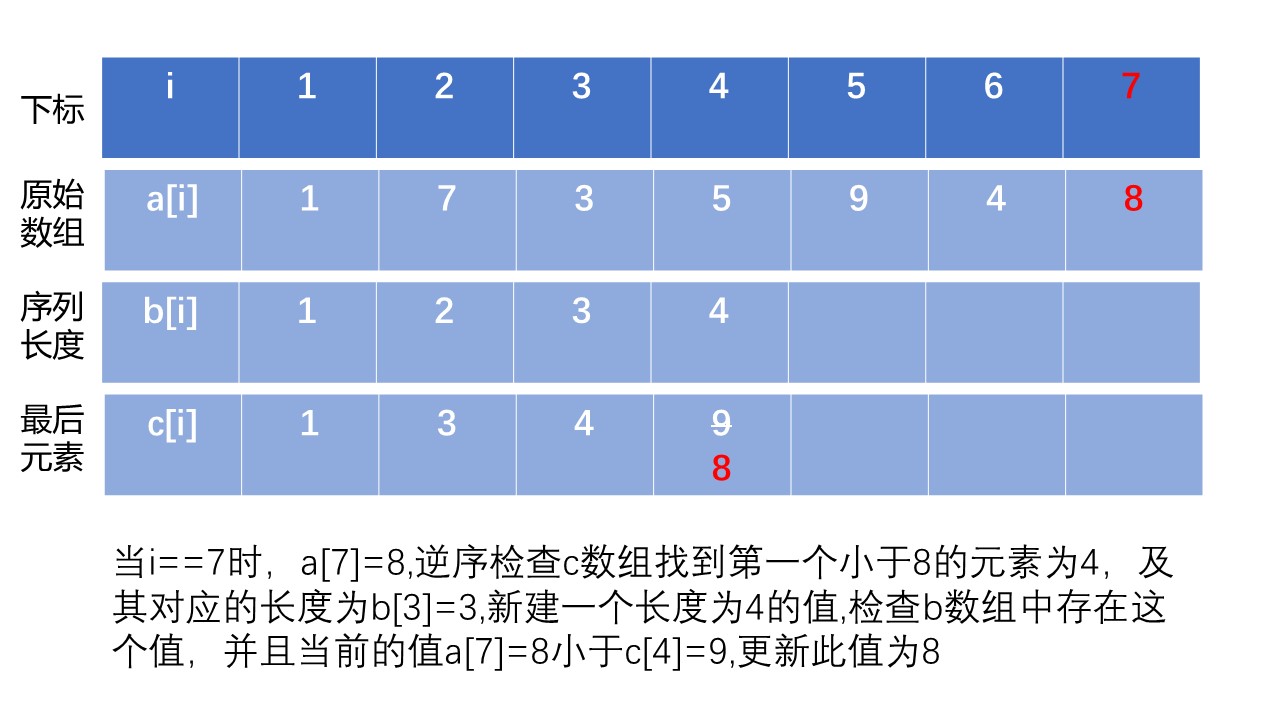 下标 i 1 2 3 4 5 6 7
原始
数组
a[i] 1 7 3 5 9 4 8
序列
长度
b[i] 1 2 3 4
最后
元素
c[i] 1 3 4 9
8
当i==7时，a[7]=8,逆序检查c数组找到第一个小于8的元素为4，及
其对应的长度为b[3]=3,新建一个长度为4的值,检查b数组中存在这
个值，并且当前的值a[7]=8小于c[4]=9,更新此值为8